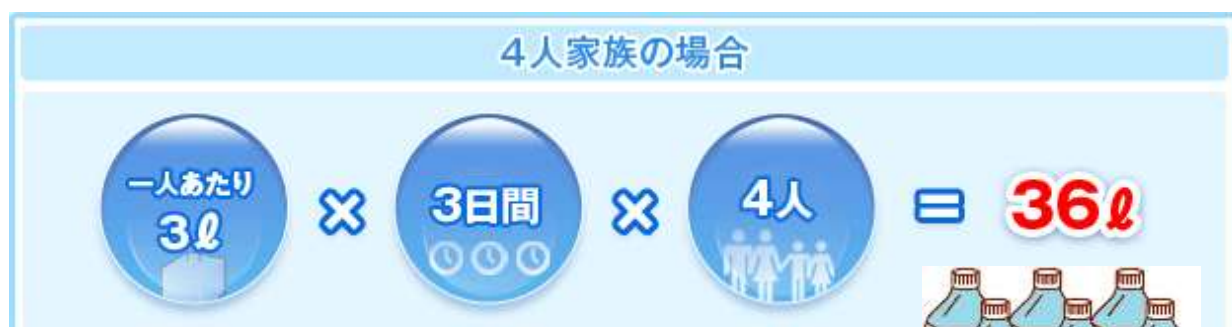 ４人家族の場合
一人あたり
3ℓ
×
3日間
×
4人
=
36ℓ